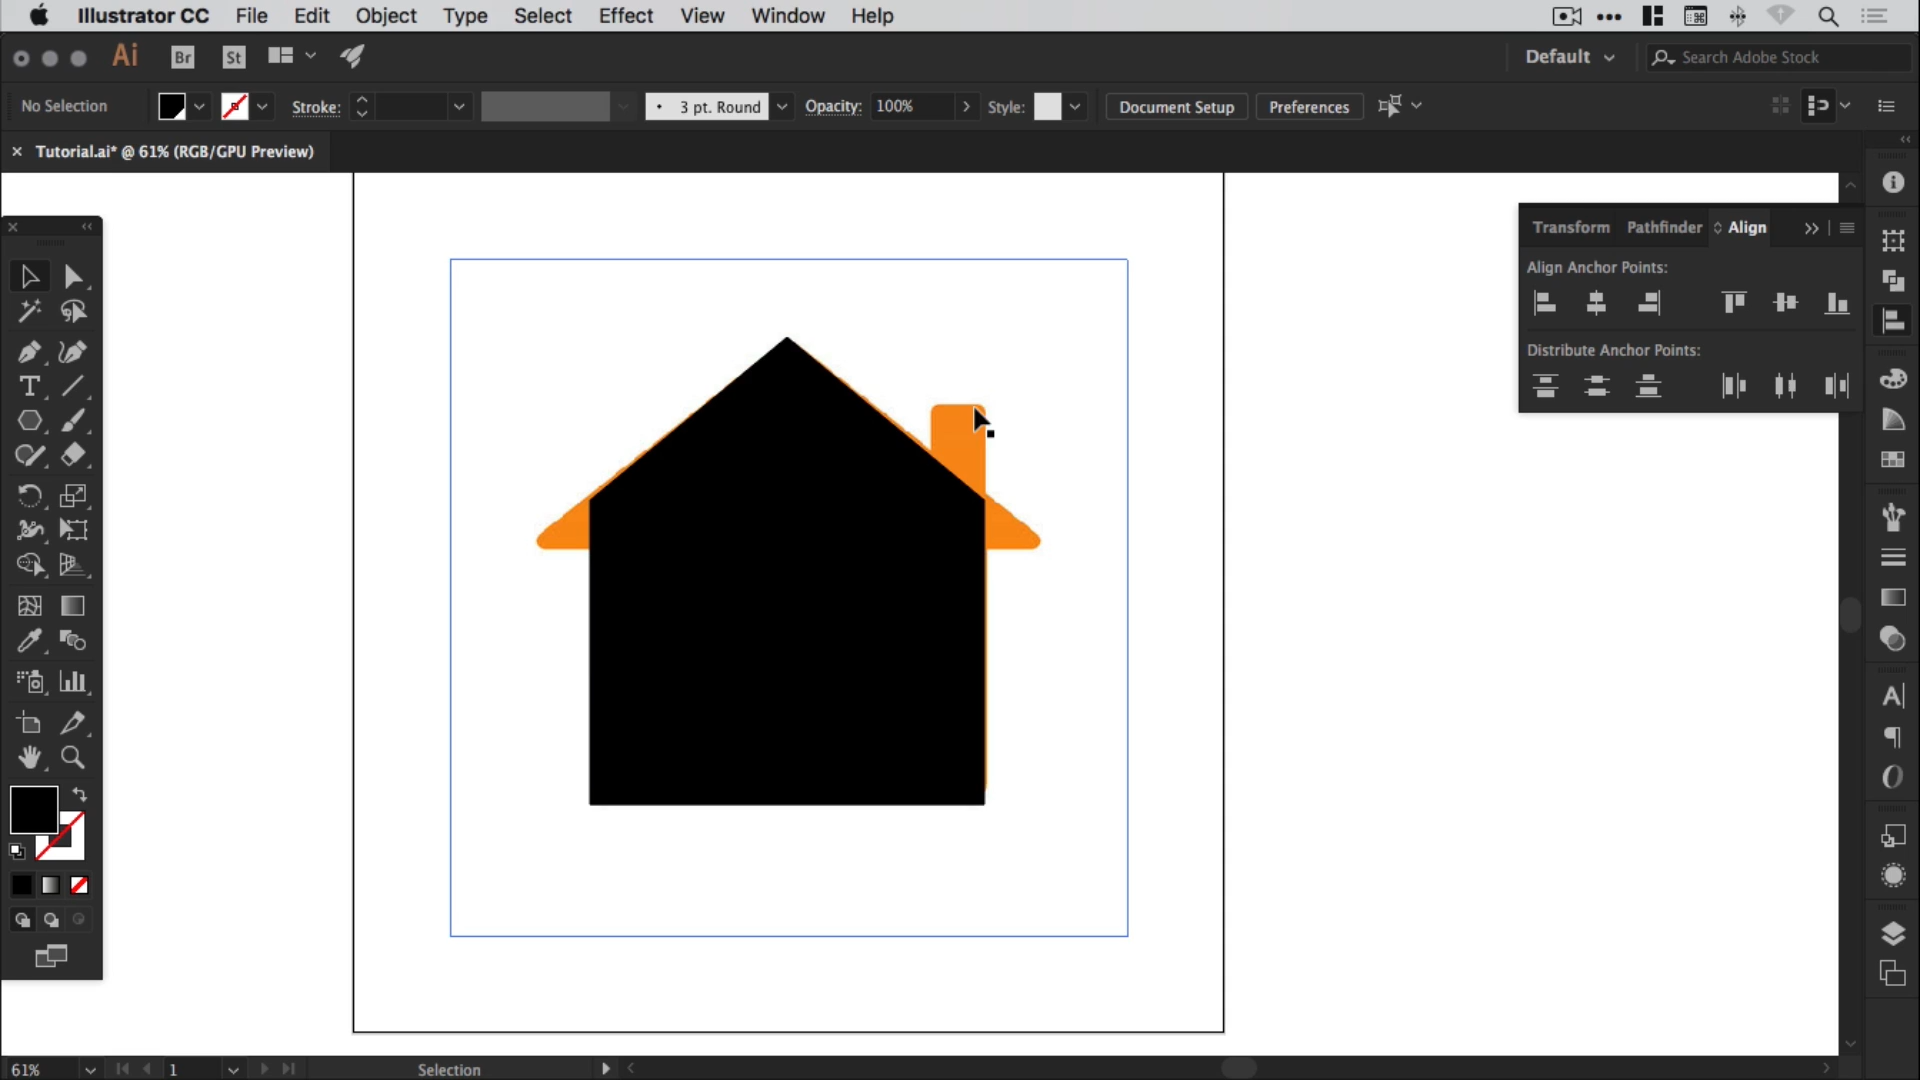 Illustrator CC File Edit Object Type Select Effect View Window Help
Ai Br St Default Search Adobe Stock
No Selection Stroke: 3 pt. Round Opacity: 100% Style: Document Setup Preferences
Tutorial.ai* @ 61% (RGB/GPU Preview)
Transform Pathfinder Align
Align Anchor Points:
Distribute Anchor Points:
61% 1 Selection